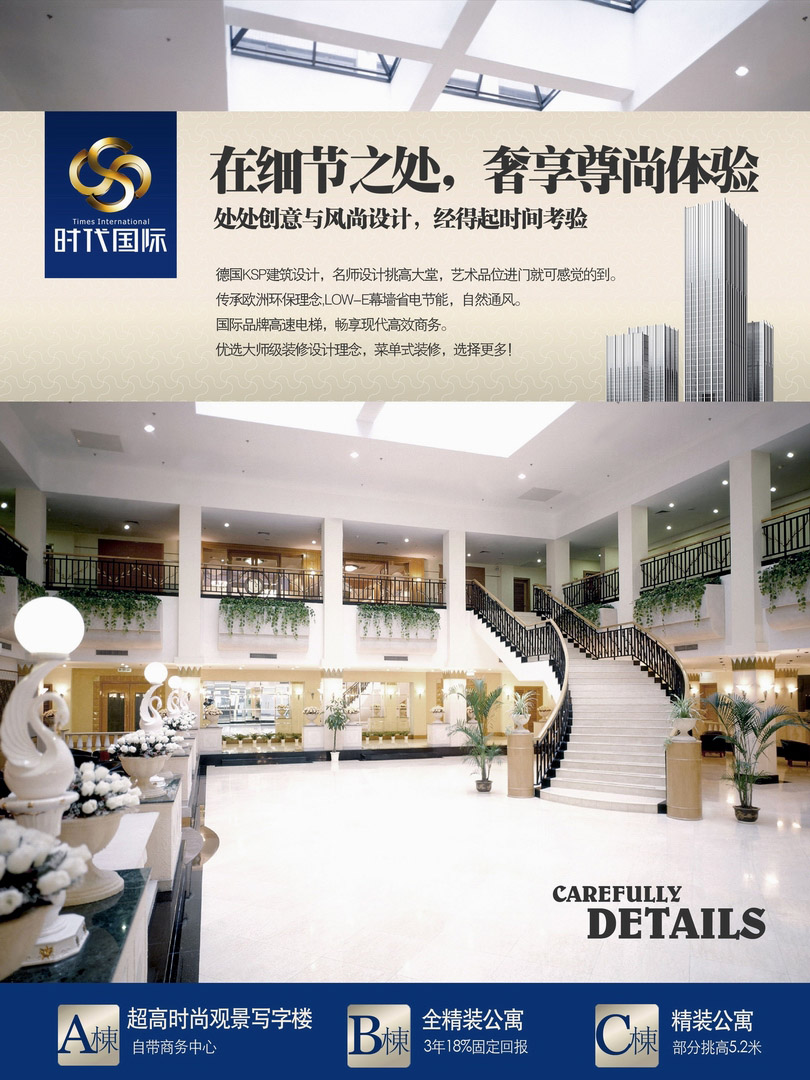 Times International
时代国际
在细节之处，奢享尊尚体验
处处创意与风尚设计，经得起时间考验
德国KSP建筑设计，名师设计挑高大堂，艺术品位进门就可感觉的到。
传承欧洲环保理念,LOW-E幕墙省电节能，自然通风。
国际品牌高速电梯，畅享现代高效商务。
优选大师级装修设计理念，菜单式装修，选择更多！
CAREFULLY
DETAILS
A棟
超高时尚观景写字楼
自带商务中心
B棟
全精装公寓
3年18%固定回报
C棟
精装公寓
部分挑高5.2米